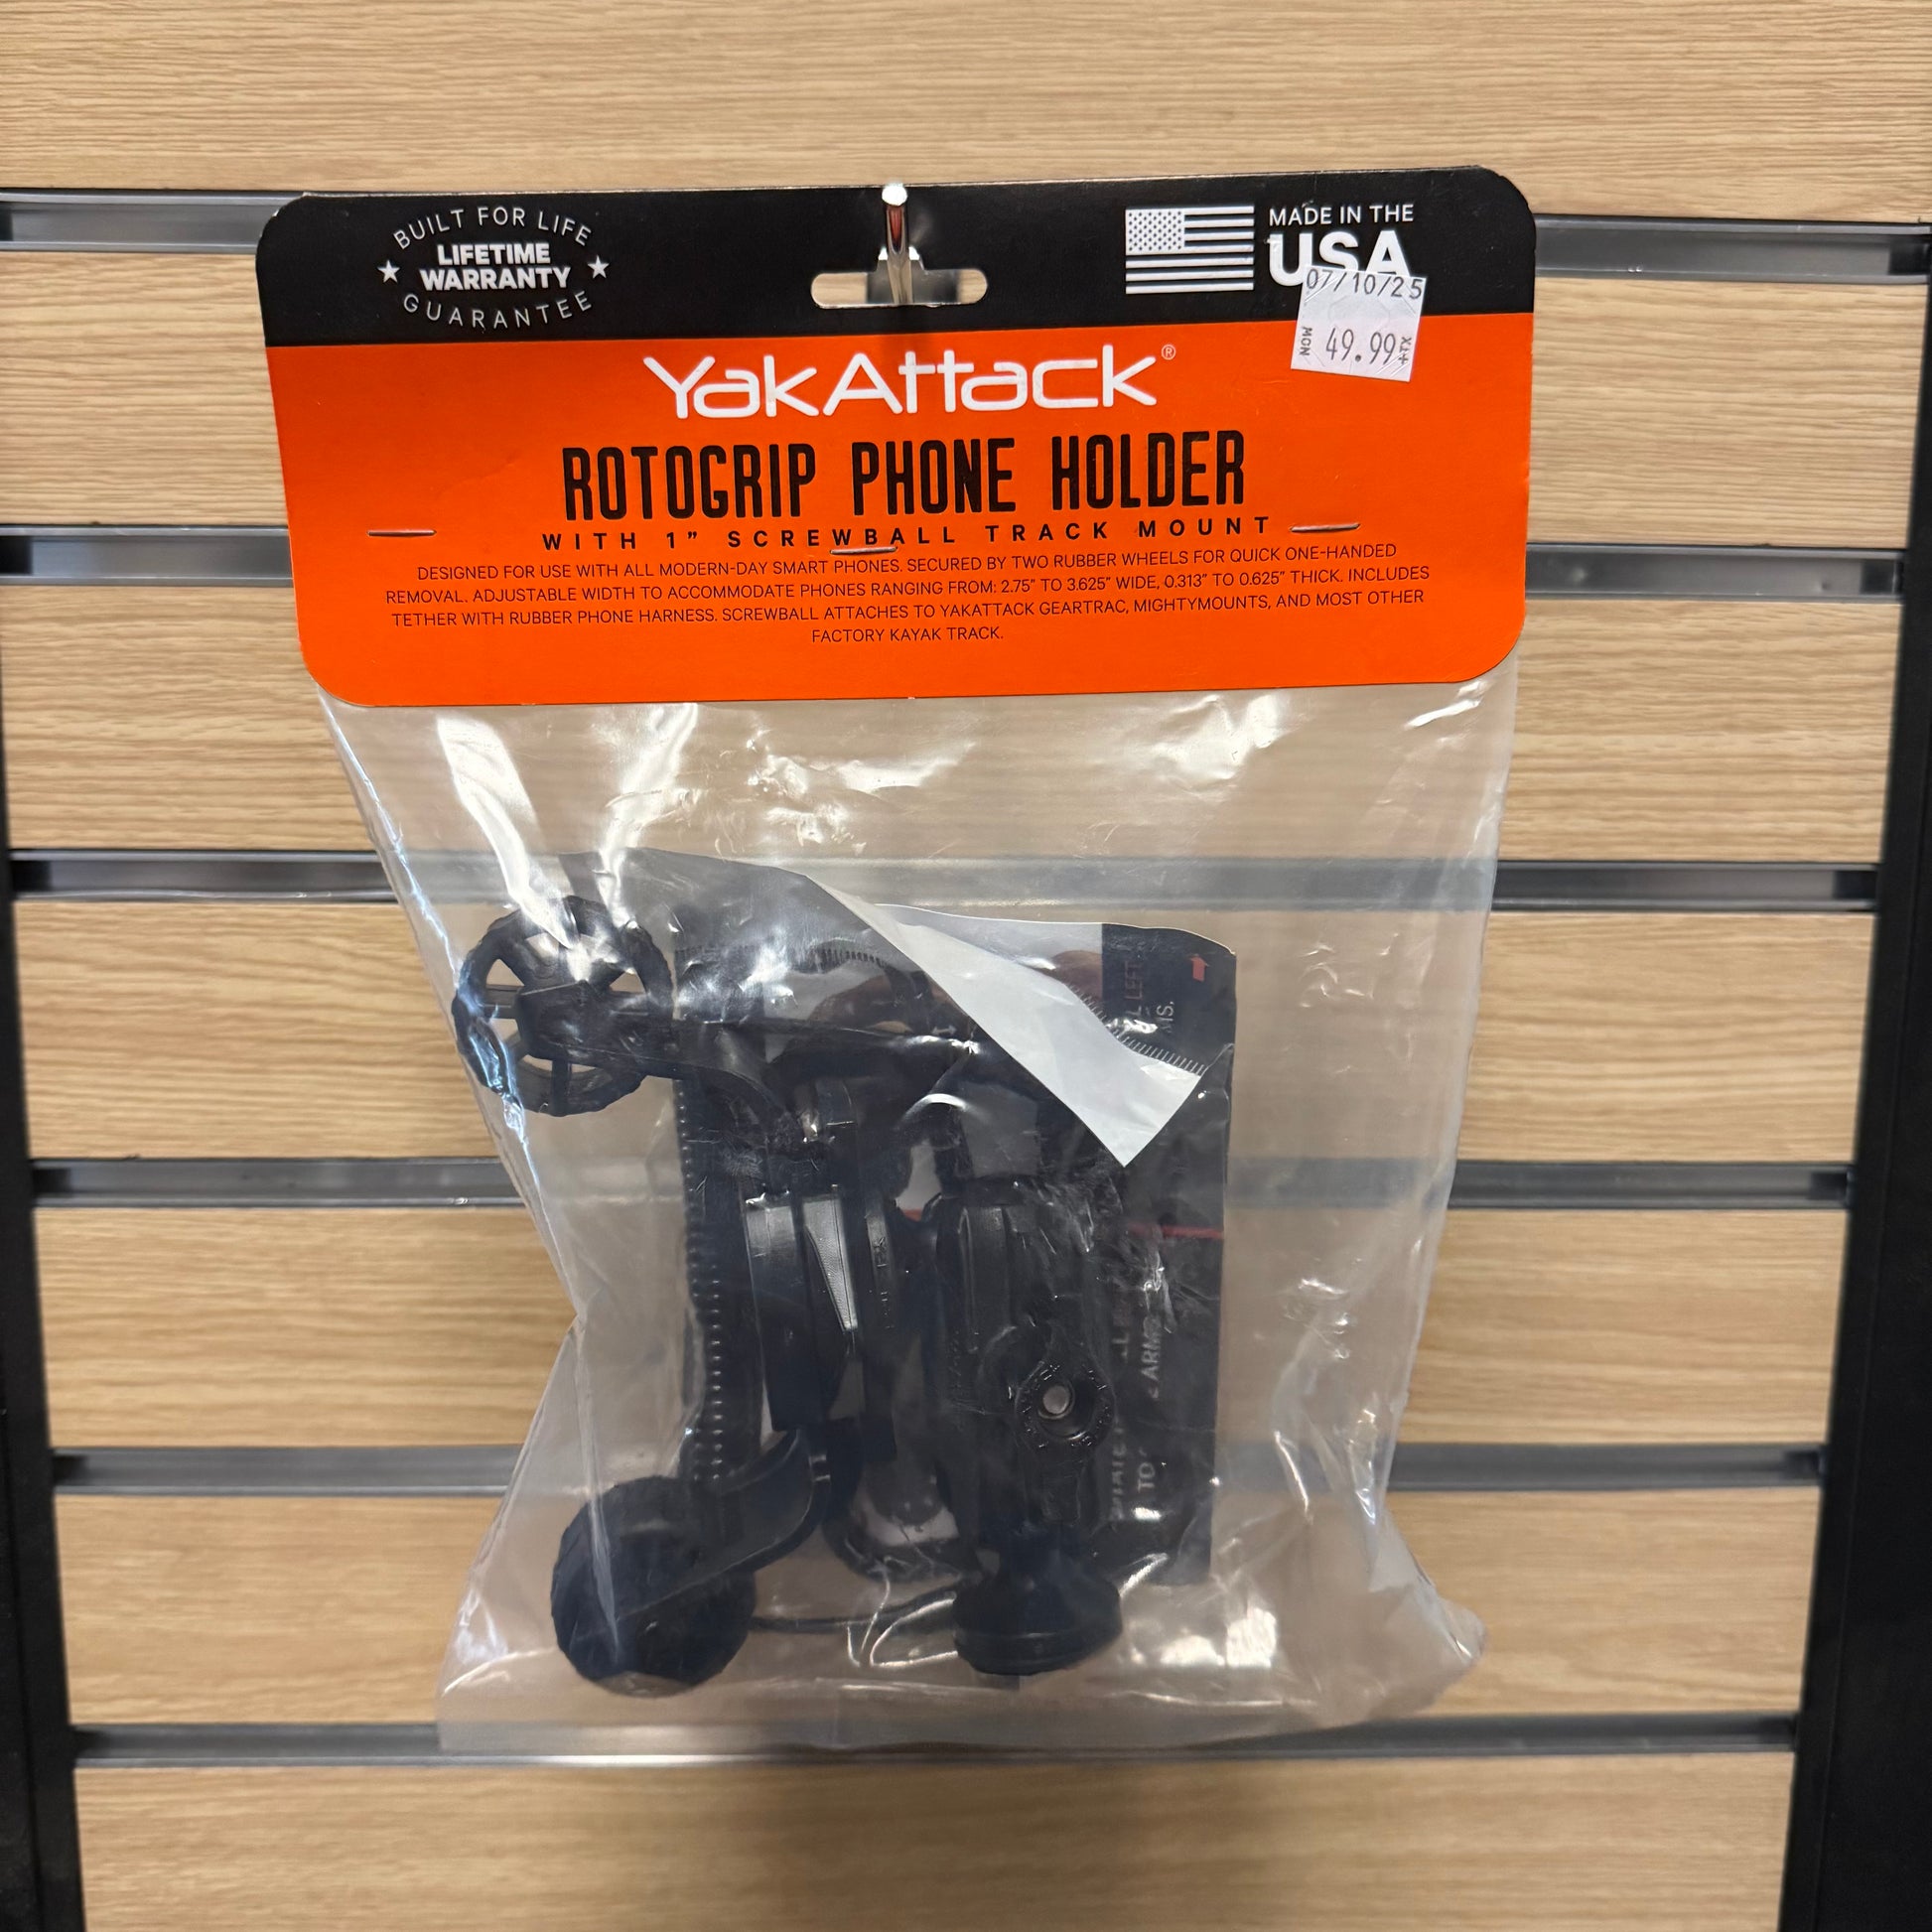 BUILT FOR LIFE
LIFETIME
WARRANTY
GUARANTEE
MADE IN THE
USA
07/10/25
NOW 49.99 +TX
YakAttack®
ROTOGRIP PHONE HOLDER
WITH 1” SCREWBALL TRACK MOUNT
DESIGNED FOR USE WITH ALL MODERN-DAY SMART PHONES. SECURED BY TWO RUBBER WHEELS FOR QUICK ONE-HANDED
REMOVAL. ADJUSTABLE WIDTH TO ACCOMMODATE PHONES RANGING FROM: 2.75” TO 3.625” WIDE, 0.313” TO 0.625” THICK. INCLUDES
TETHER WITH RUBBER PHONE HARNESS. SCREWBALL ATTACHES TO YAKATTACK GEARTRAC, MIGHTYMOUNTS, AND MOST OTHER
FACTORY KAYAK TRACK.
LEFT
ARMS
TO